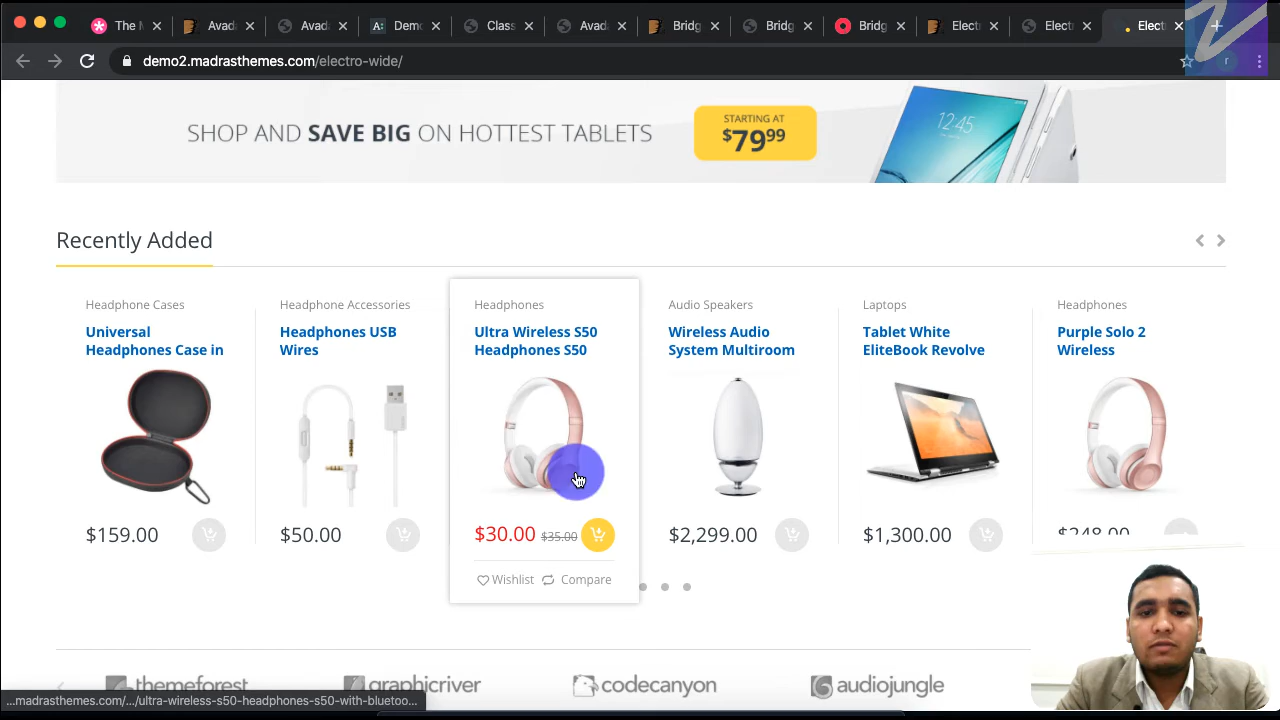 The M
Avada
Avad
Demo
Class
Avad
Bridg
Bridg
Bridg
Electr
Electr
Electr
demo2.madrasthemes.com/electro-wide/
r
SHOP AND SAVE BIG ON HOTTEST TABLETS
STARTING AT
$7999
12:45
Recently Added
Headphone Cases
Universal
Headphones Case in
$159.00
Headphone Accessories
Headphones USB
Wires
$50.00
Headphones
Ultra Wireless S50
Headphones S50
$30.00 $35.00
Wishlist Compare
Audio Speakers
Wireless Audio
System Multiroom
$2,299.00
Laptops
Tablet White
EliteBook Revolve
$1,300.00
Headphones
Purple Solo 2
Wireless
$248.00
themeforest
graphicriver
codecanyon
audiojungle
...madrasthemes.com/.../ultra-wireless-s50-headphones-s50-with-bluetoo...